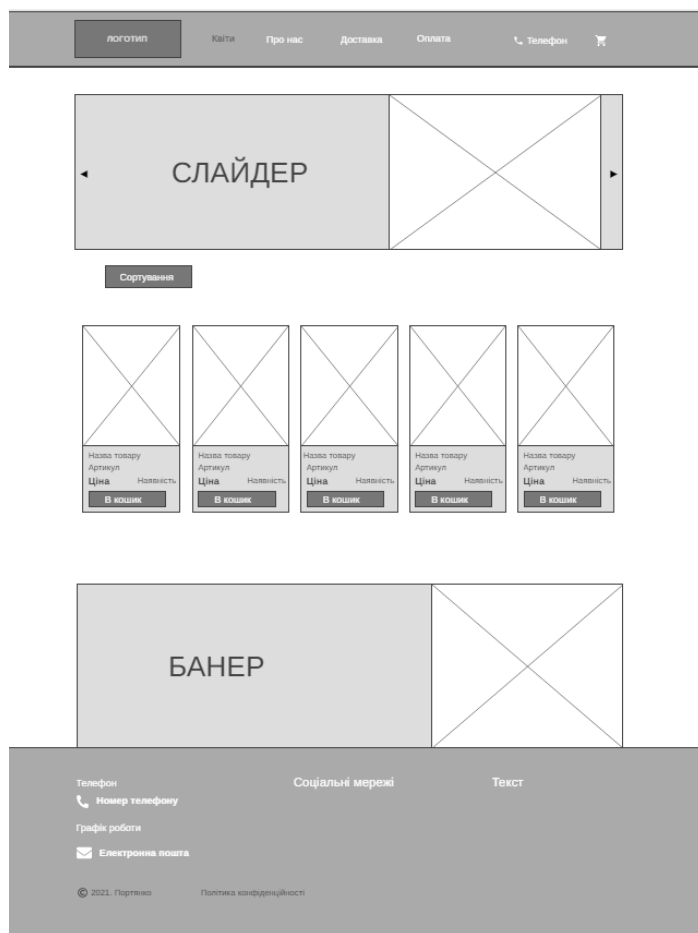 ЛОГОТИП Квіти Про нас Доставка Оплата Телефон
СЛАЙДЕР
Сортування
Назва товару Назва товару Назва товару Назва товару Назва товару
Артикул Артикул Артикул Артикул Артикул
Ціна Наявність Ціна Наявність Ціна Наявність Ціна Наявність Ціна Наявність
В кошик В кошик В кошик В кошик В кошик
БАНЕР
Телефон Соціальні мережі Текст
Номер телефону
Графік роботи
Електронна пошта
© 2021. Портянко Політика конфіденційності